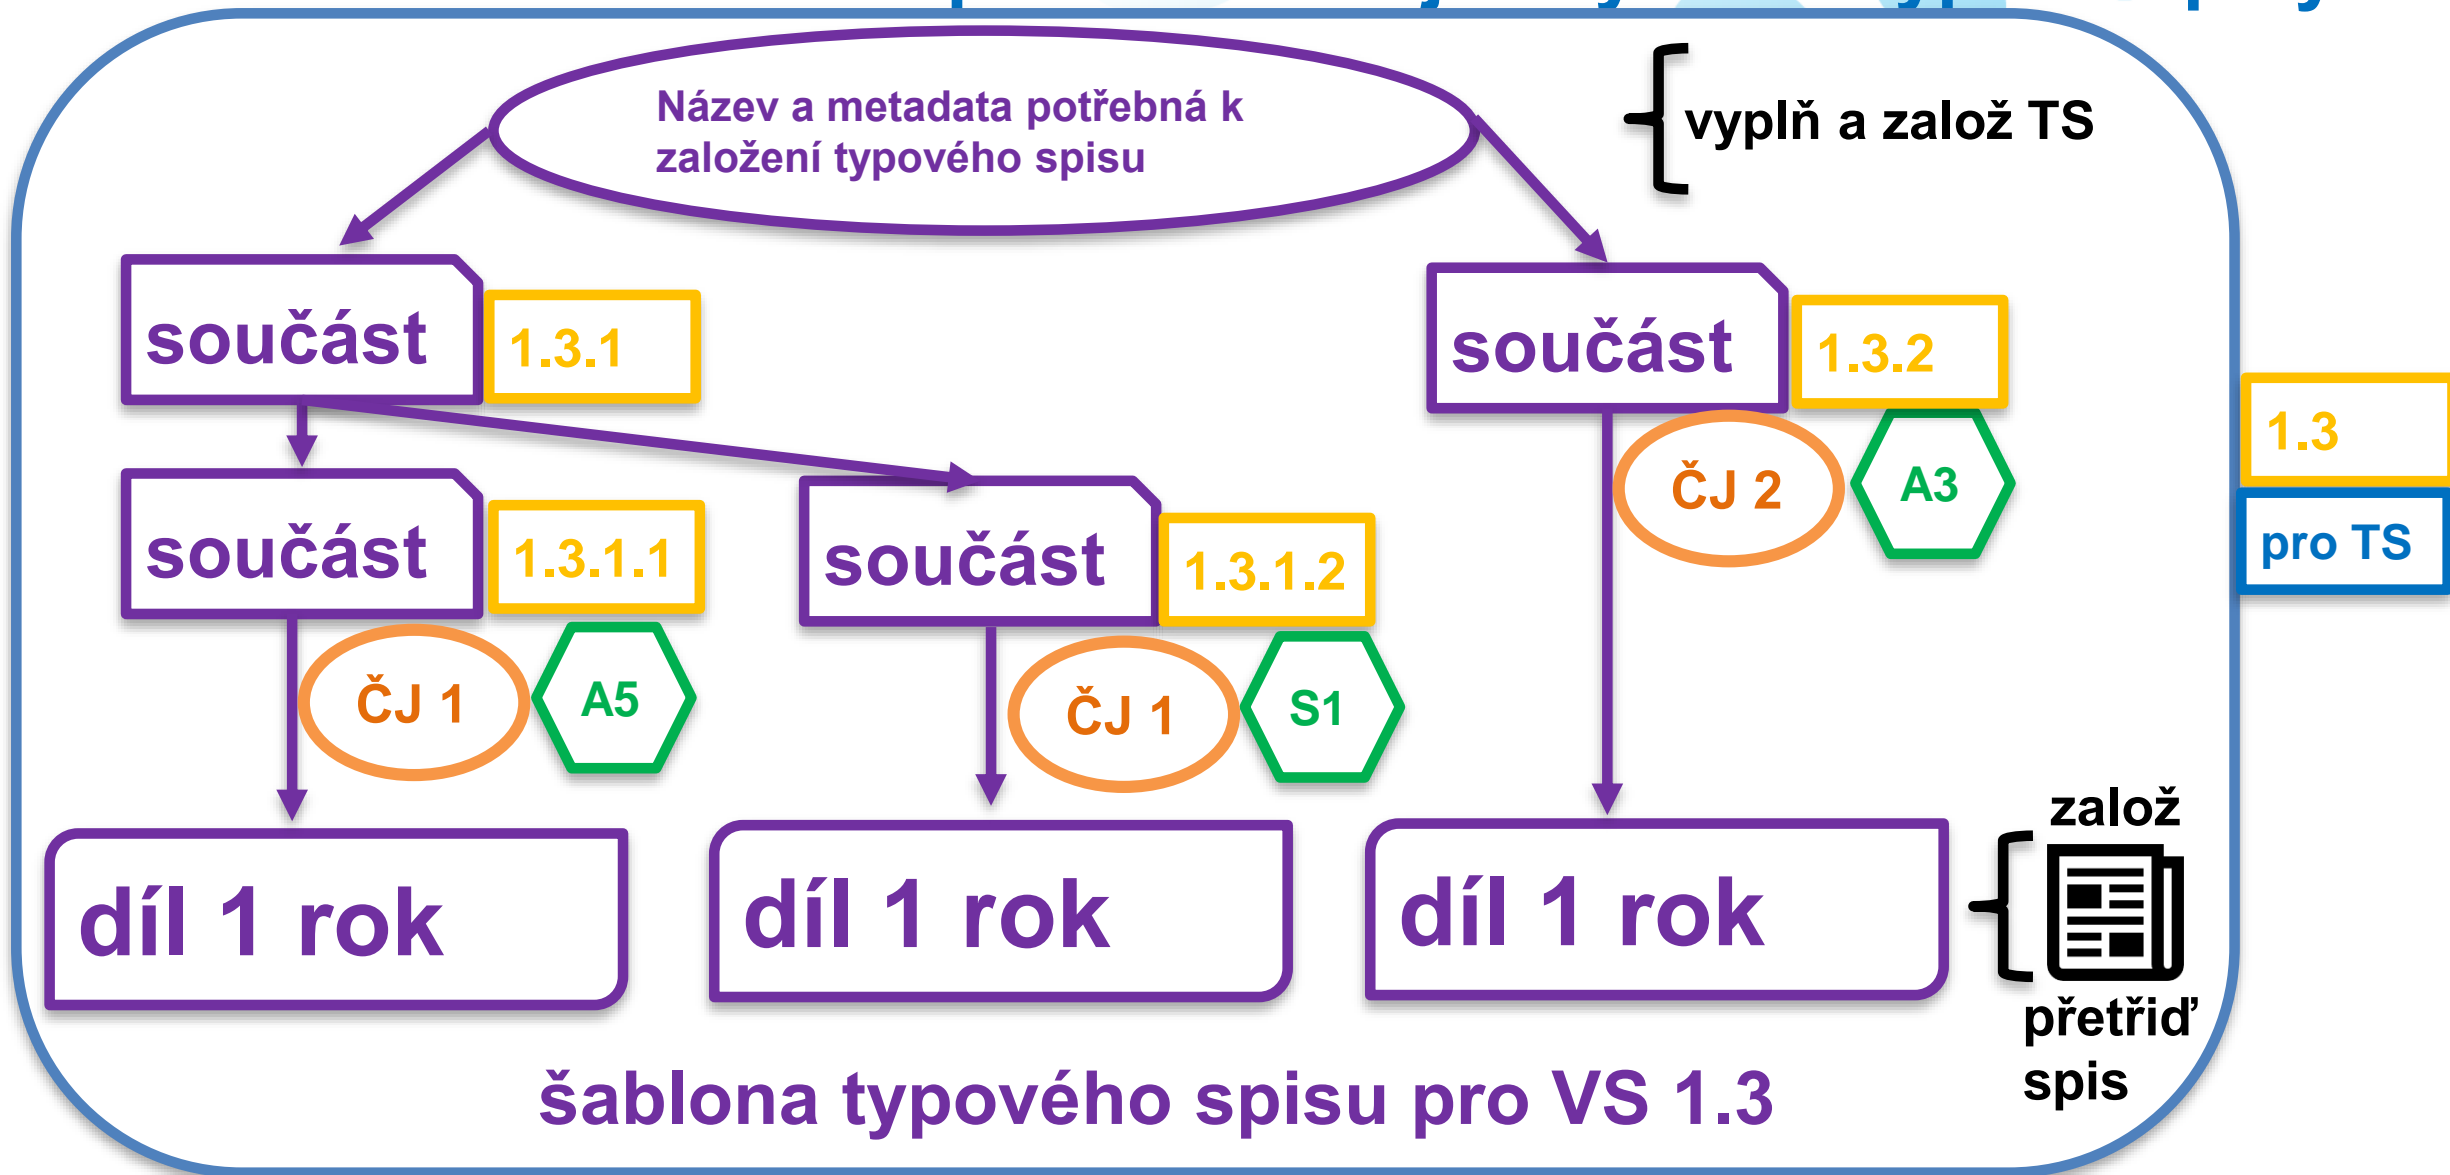 Název a metadata potřebná k
založení typového spisu
vyplň a založ TS
součást
1.3.1
součást
1.3.2
1.3
pro TS
součást
1.3.1.1
součást
1.3.1.2
ČJ 2
A3
ČJ 1
A5
ČJ 1
S1
díl 1 rok
díl 1 rok
díl 1 rok
založ
přetřiď
spis
šablona typového spisu pro VS 1.3